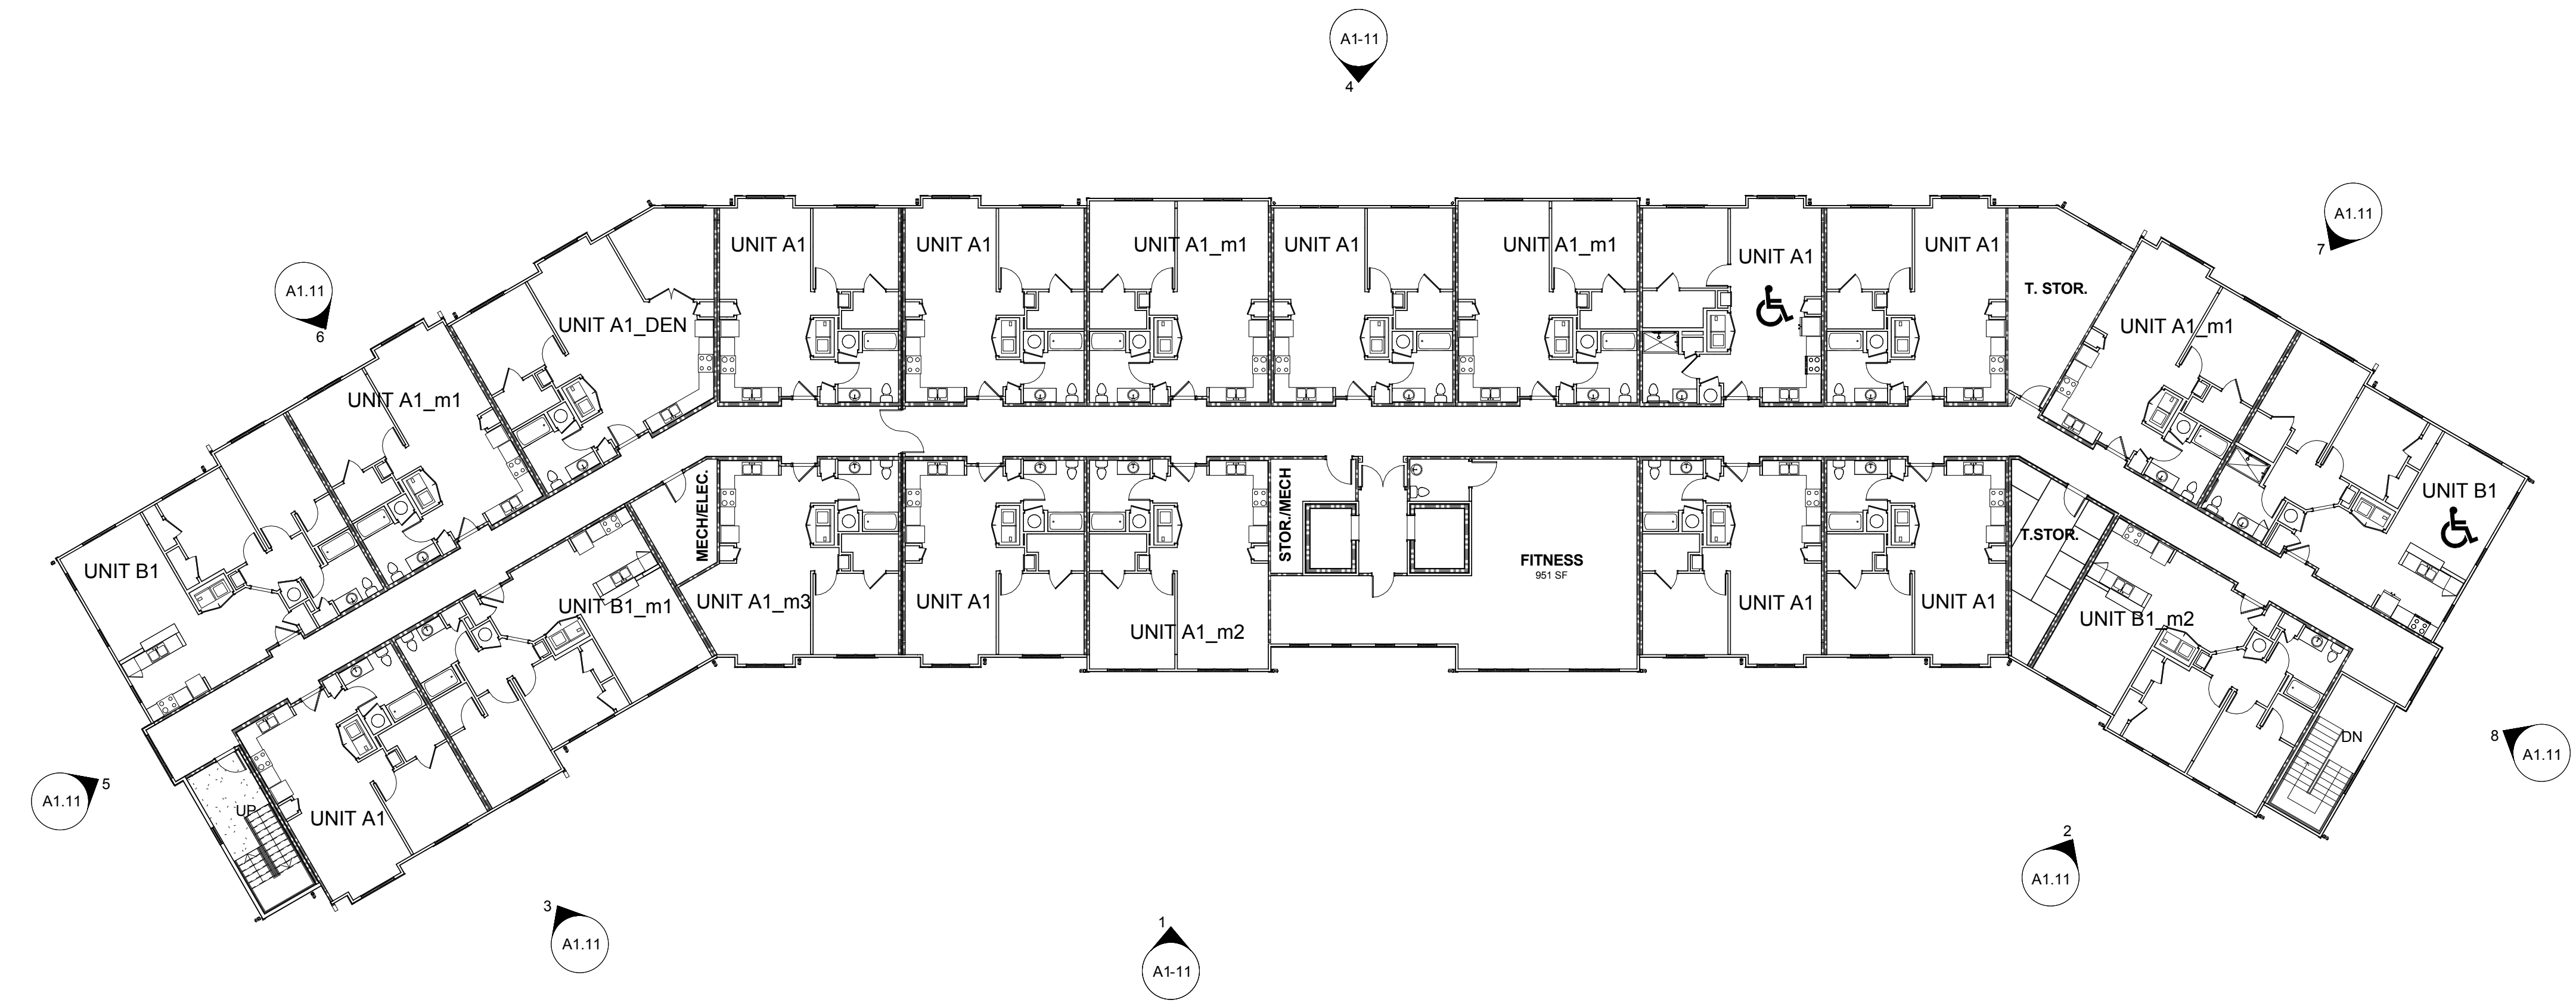 A1-11
4
A1.11
7
UNIT A1
UNIT A1
UNIT A1_m1
UNIT A1
UNIT A1_m1
UNIT A1
UNIT A1
A1.11
6
T. STOR.
UNIT A1_DEN
UNIT A1_m1
UNIT A1_m1
UNIT B1
UNIT B1
MECH/ELEC.
STOR./MECH
FITNESS
951 SF
T.STOR.
UNIT B1_m1
UNIT A1_m3
UNIT A1
UNIT A1_m2
UNIT A1
UNIT A1
UNIT B1_m2
DN
8
A1.11
5
A1.11
UP
UNIT A1
2
A1.11
3
A1.11
1
A1-11